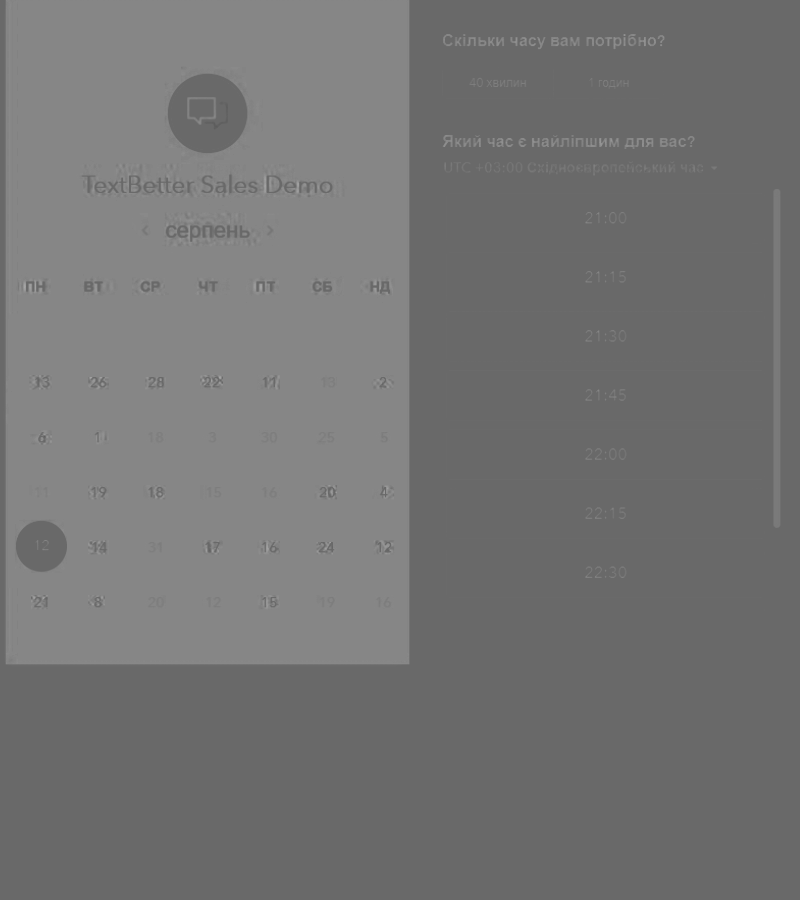 TextBetter Sales Demo
‹ серпень ›
ПН ВТ СР ЧТ ПТ СБ НД
13 26 28 22 11 13 2
6 1 18 3 30 25 5
11 19 18 15 16 20 4
12 14 31 17 16 24 12
21 8 20 12 15 19 16
Скільки часу вам потрібно?
40 хвилин 1 годин
Який час є найліпшим для вас?
UTC +03:00 Східноєвропейський час
21:00
21:15
21:30
21:45
22:00
22:15
22:30